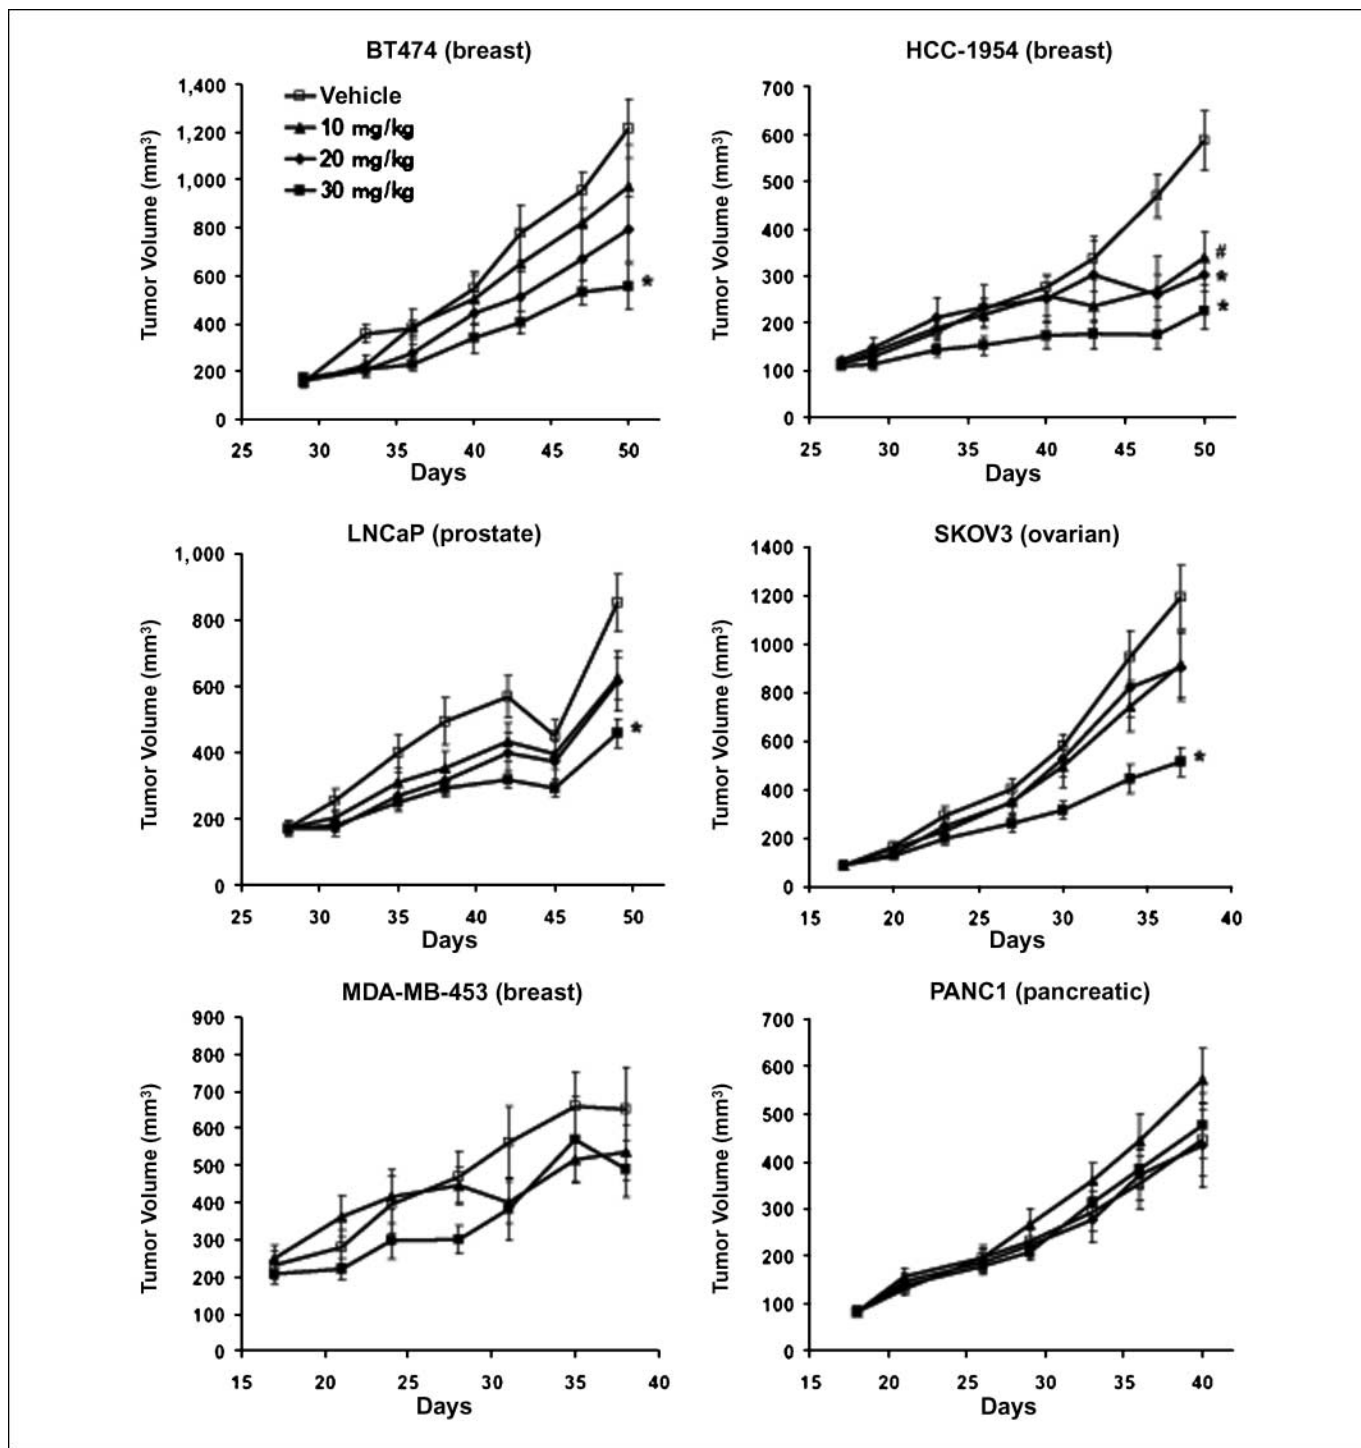 BT474 (breast)
Tumor Volume (mm³)
1,400
1,200
1,000
800
600
400
200
0
Vehicle
10 mg/kg
20 mg/kg
30 mg/kg
*
25 30 35 40 45 50
Days
HCC-1954 (breast)
Tumor Volume (mm³)
700
600
500
400
300
200
100
0
#
*
*
25 30 35 40 45 50
Days
LNCaP (prostate)
Tumor Volume (mm³)
1,000
800
600
400
200
0
*
25 30 35 40 45 50
Days
SKOV3 (ovarian)
Tumor Volume (mm³)
1400
1200
1000
800
600
400
200
0
*
15 20 25 30 35 40
Days
MDA-MB-453 (breast)
Tumor Volume (mm³)
900
800
700
600
500
400
300
200
100
0
15 20 25 30 35 40
Days
PANC1 (pancreatic)
Tumor Volume (mm³)
700
600
500
400
300
200
100
0
15 20 25 30 35 40
Days